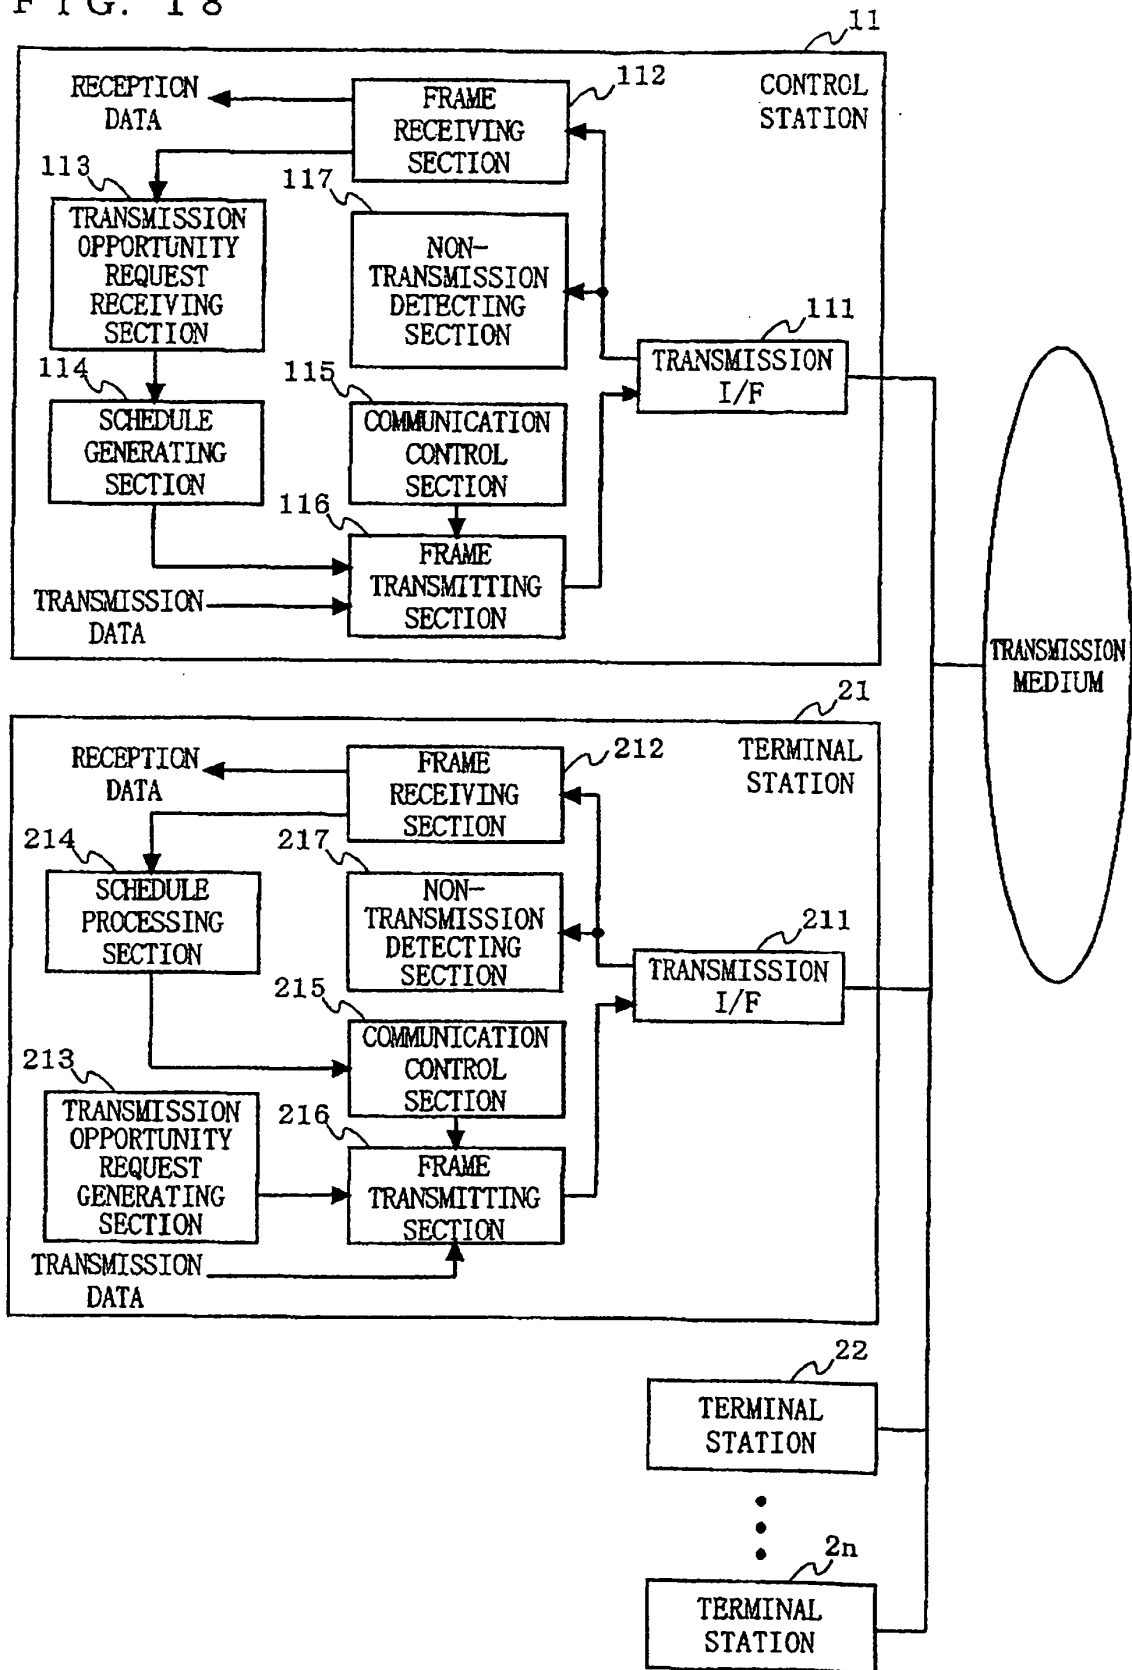 FIG. 18
11
RECEPTION
DATA
FRAME
RECEIVING
SECTION
112
CONTROL
STATION
113
117
TRANSMISSION
OPPORTUNITY
REQUEST
RECEIVING
SECTION
NON-
TRANSMISSION
DETECTING
SECTION
111
TRANSMISSION
I/F
114
115
SCHEDULE
GENERATING
SECTION
COMMUNICATION
CONTROL
SECTION
116
FRAME
TRANSMITTING
SECTION
TRANSMISSION
DATA
TRANSMISSION
MEDIUM
21
RECEPTION
DATA
FRAME
RECEIVING
SECTION
212
TERMINAL
STATION
214
217
SCHEDULE
PROCESSING
SECTION
NON-
TRANSMISSION
DETECTING
SECTION
211
TRANSMISSION
I/F
215
COMMUNICATION
CONTROL
SECTION
213
216
TRANSMISSION
OPPORTUNITY
REQUEST
GENERATING
SECTION
FRAME
TRANSMITTING
SECTION
TRANSMISSION
DATA
22
TERMINAL
STATION
2n
TERMINAL
STATION